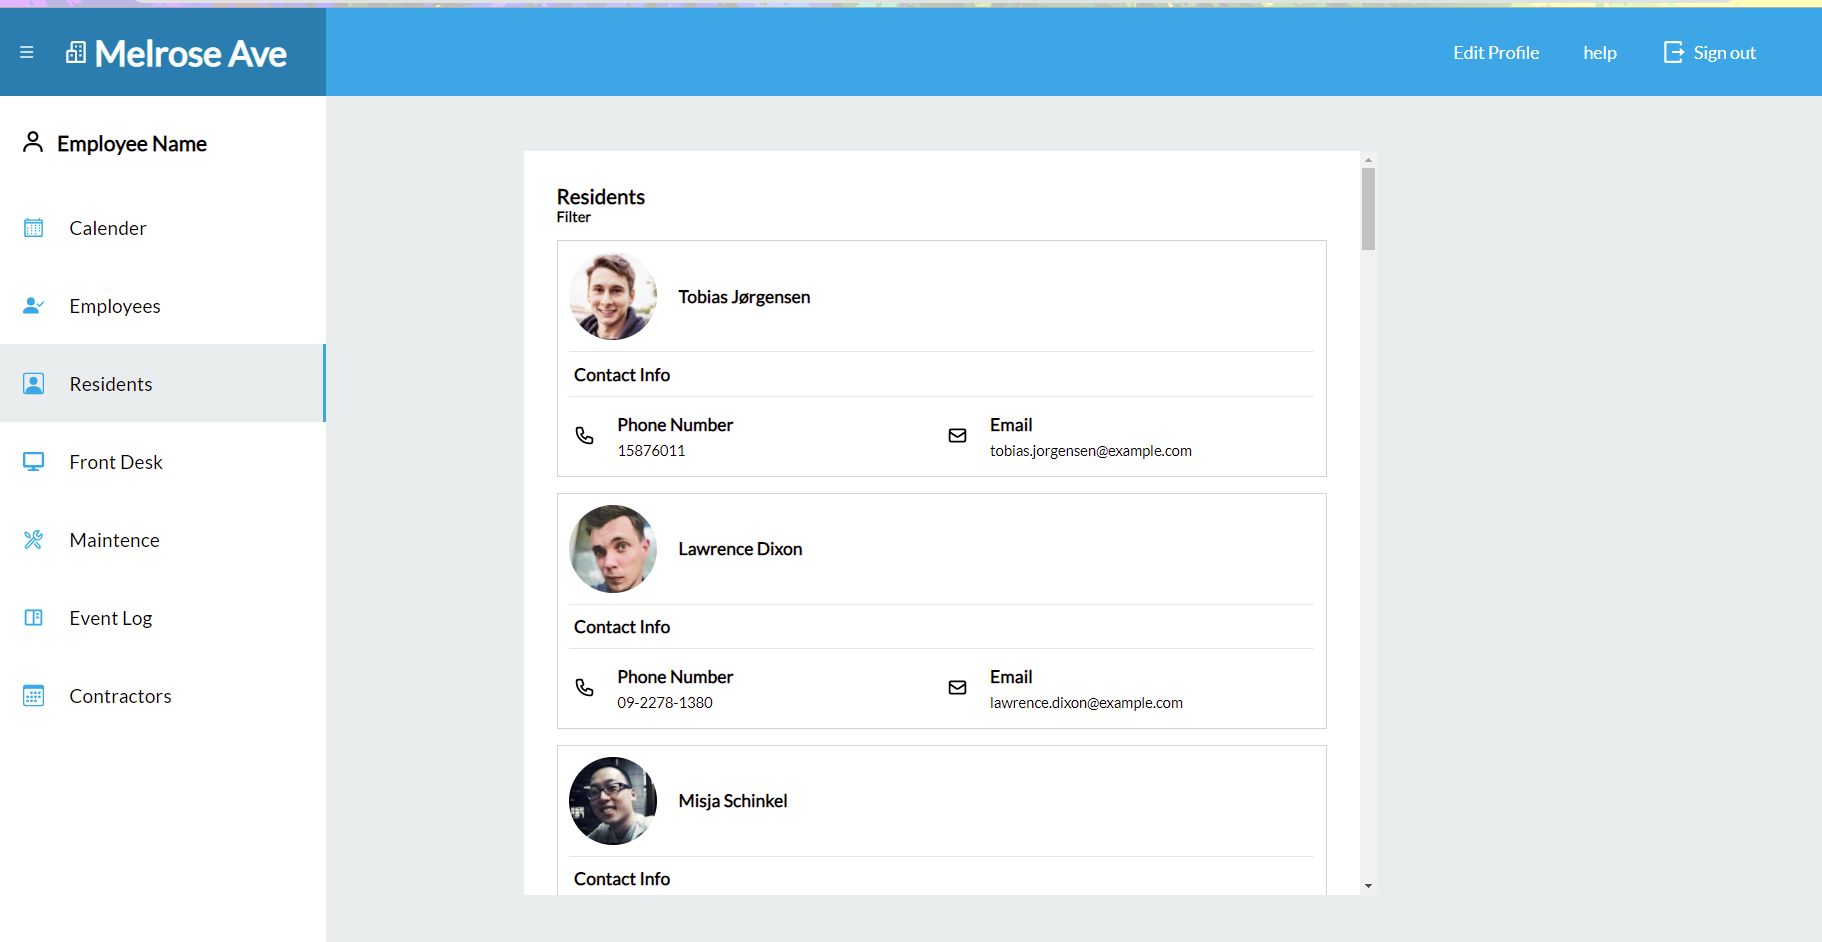 Melrose Ave
Edit Profile
help
Sign out
Employee Name
Calender
Employees
Residents
Front Desk
Maintence
Event Log
Contractors
Residents
Filter
Tobias Jørgensen
Contact Info
Phone Number
15876011
Email
tobias.jorgensen@example.com
Lawrence Dixon
Contact Info
Phone Number
09-2278-1380
Email
lawrence.dixon@example.com
Misja Schinkel
Contact Info